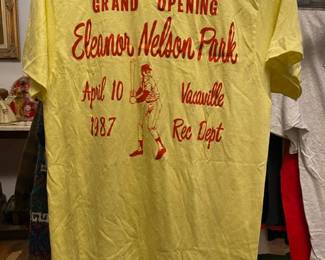 GRAND OPENING
Eleanor Nelson Park
April 10 Vacaville
1987 Rec Dept